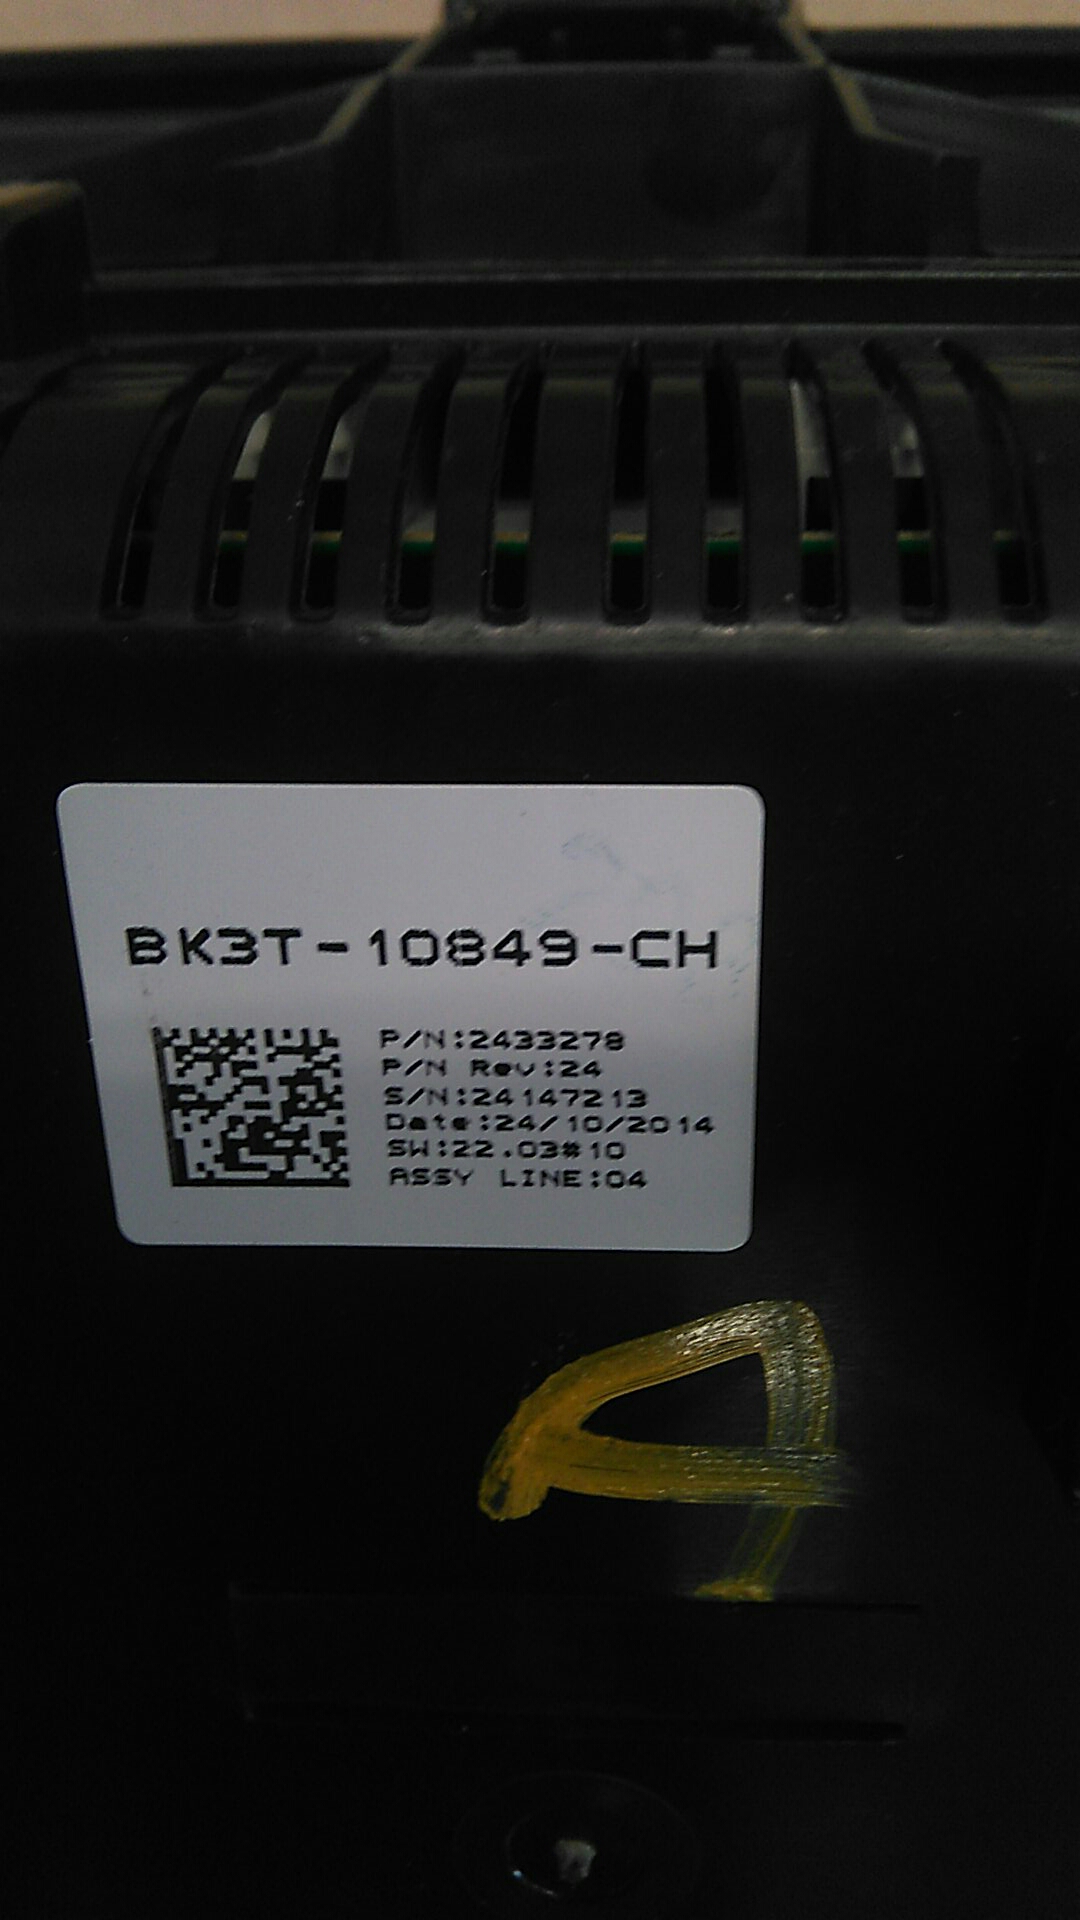 BK3T-10849-CH
P/N:2433278
P/N Rev:24
S/N:24147213
Date:24/10/2014
SW:22.03#10
ASSY LINE:04